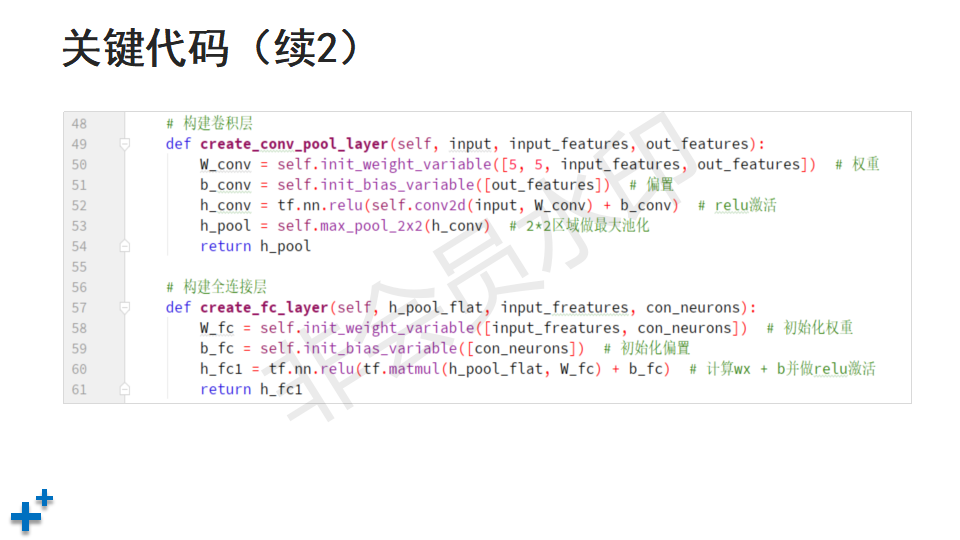 关键代码（续2）
48 # 构建卷积层
49 def create_conv_pool_layer(self, input, input_features, out_features):
50 W_conv = self.init_weight_variable([5, 5, input_features, out_features]) # 权重
51 b_conv = self.init_bias_variable([out_features]) # 偏置
52 h_conv = tf.nn.relu(self.conv2d(input, W_conv) + b_conv) # relu激活
53 h_pool = self.max_pool_2x2(h_conv) # 2*2区域做最大池化
54 return h_pool
55
56 # 构建全连接层
57 def create_fc_layer(self, h_pool_flat, input_freatures, con_neurons):
58 W_fc = self.init_weight_variable([input_freatures, con_neurons]) # 初始化权重
59 b_fc = self.init_bias_variable([con_neurons]) # 初始化偏置
60 h_fc1 = tf.nn.relu(tf.matmul(h_pool_flat, W_fc) + b_fc) # 计算wx + b并做relu激活
61 return h_fc1
非会员水印